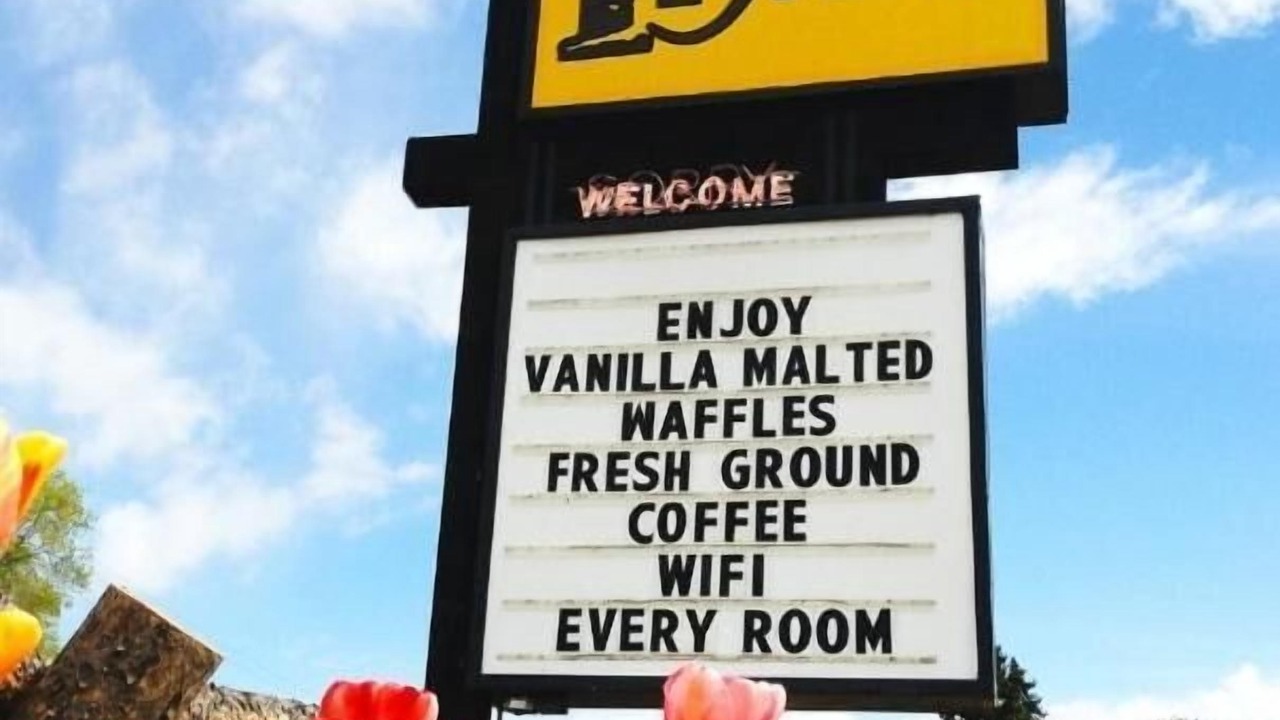 WELCOME
ENJOY
VANILLA MALTED
WAFFLES
FRESH GROUND
COFFEE
WIFI
EVERY ROOM